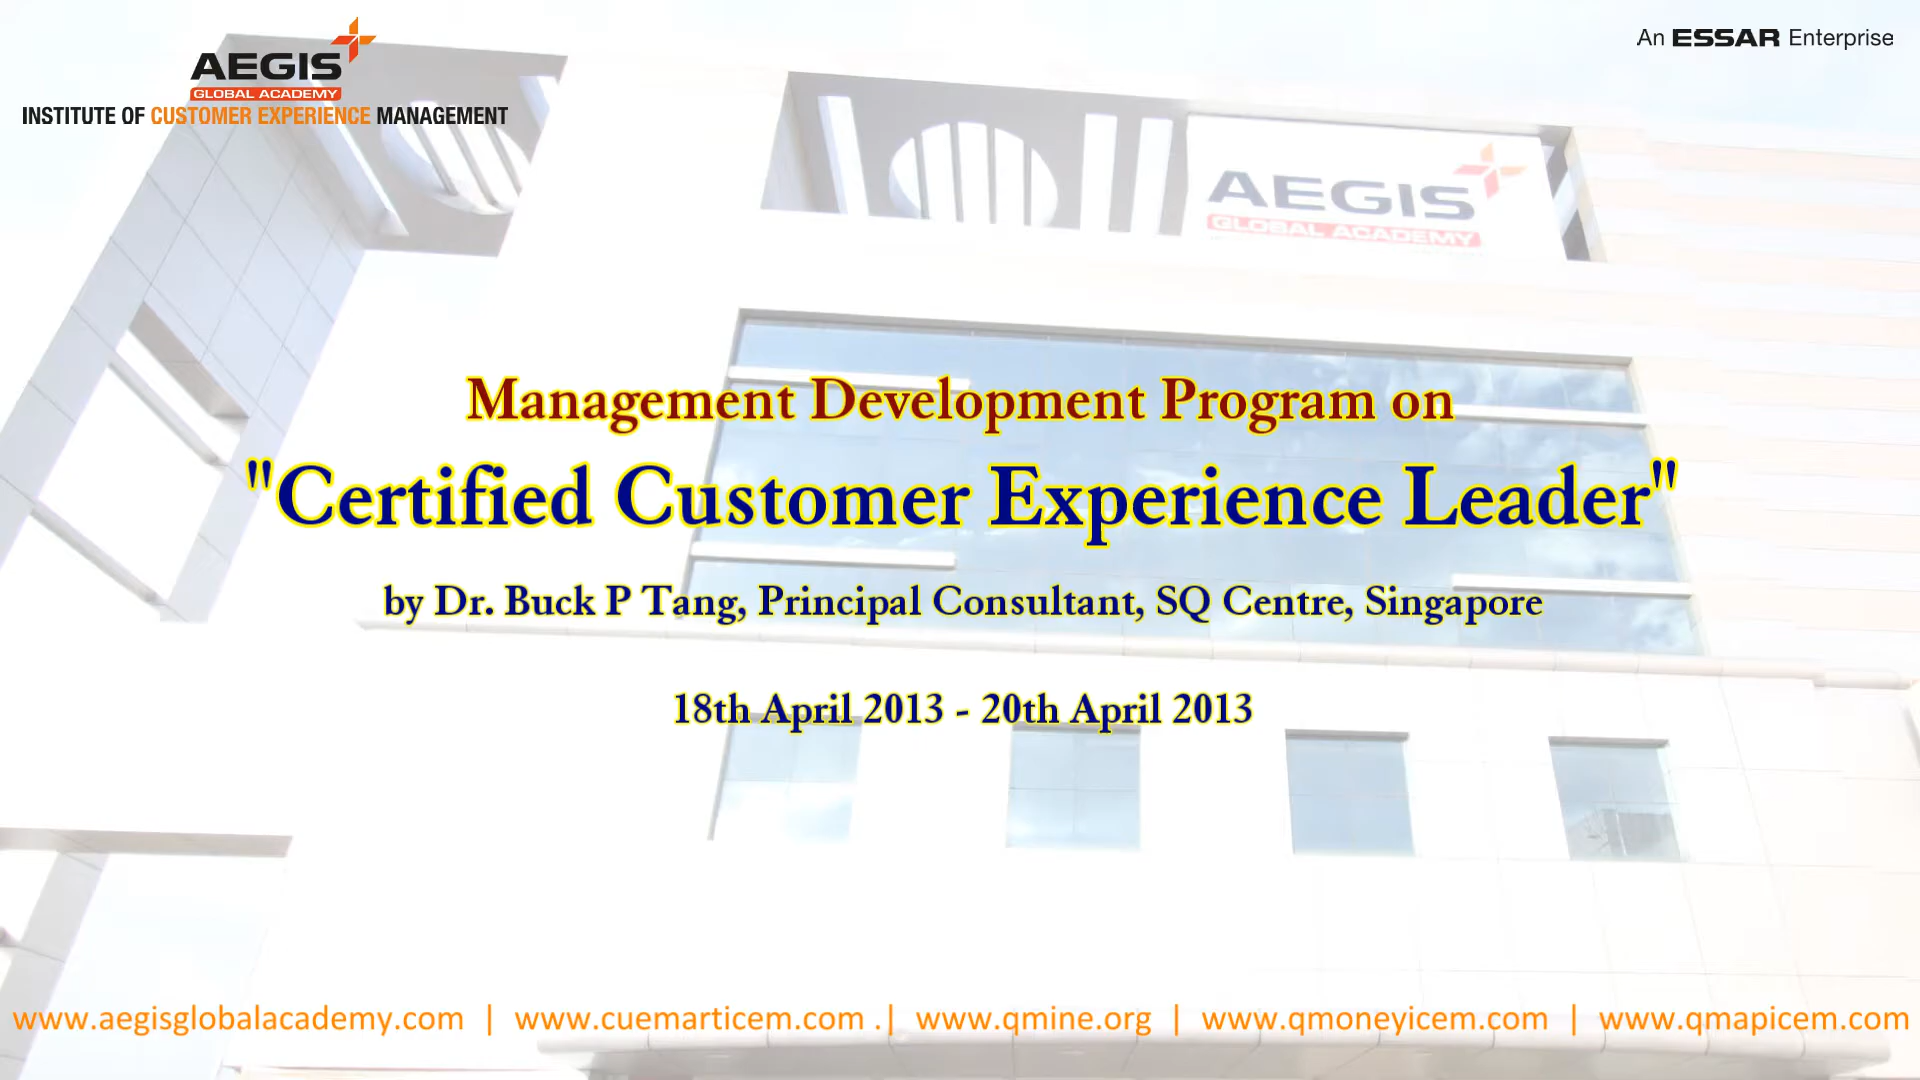 AEGIS
GLOBAL ACADEMY
INSTITUTE OF CUSTOMER EXPERIENCE MANAGEMENT
An ESSAR Enterprise
AEGIS
GLOBAL ACADEMY
Management Development Program on
"Certified Customer Experience Leader"
by Dr. Buck P Tang, Principal Consultant, SQ Centre, Singapore
18th April 2013 - 20th April 2013
www.aegisglobalacademy.com | www.cuemarticem.com .| www.qmine.org | www.qmoneyicem.com | www.qmapicem.com